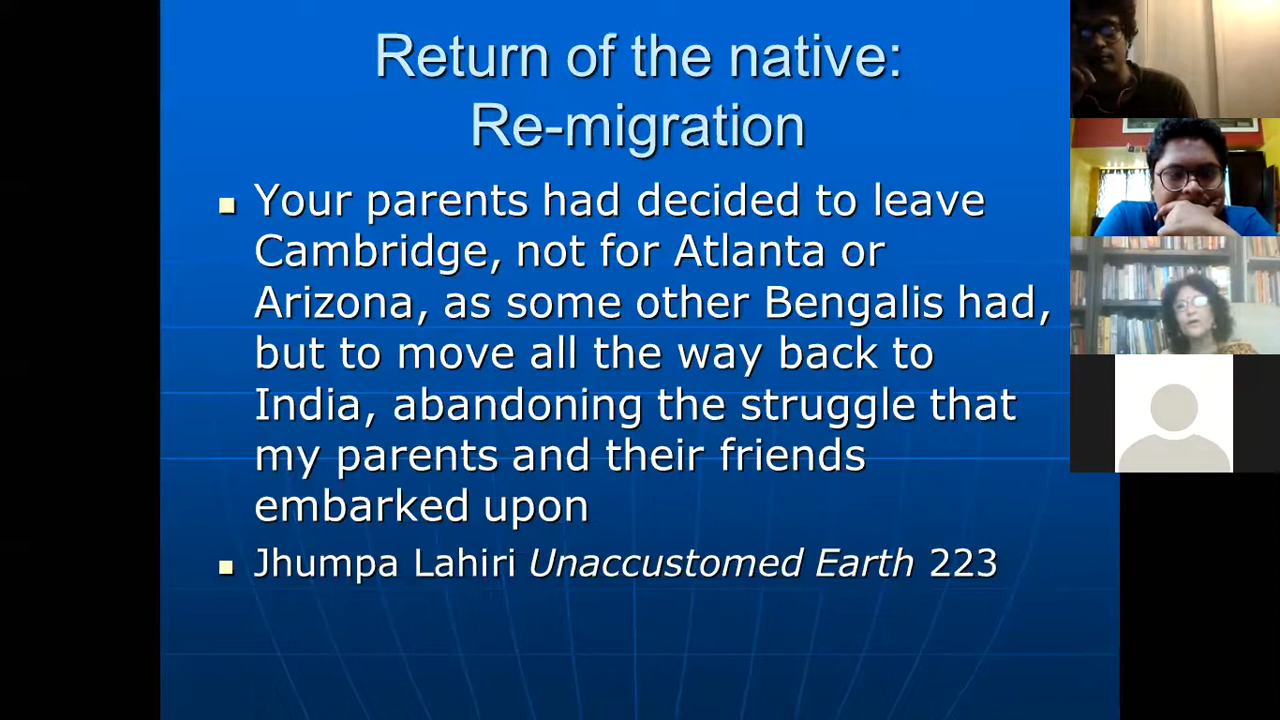 Return of the native:
Re-migration
Your parents had decided to leave
Cambridge, not for Atlanta or
Arizona, as some other Bengalis had,
but to move all the way back to
India, abandoning the struggle that
my parents and their friends
embarked upon
Jhumpa Lahiri Unaccustomed Earth 223